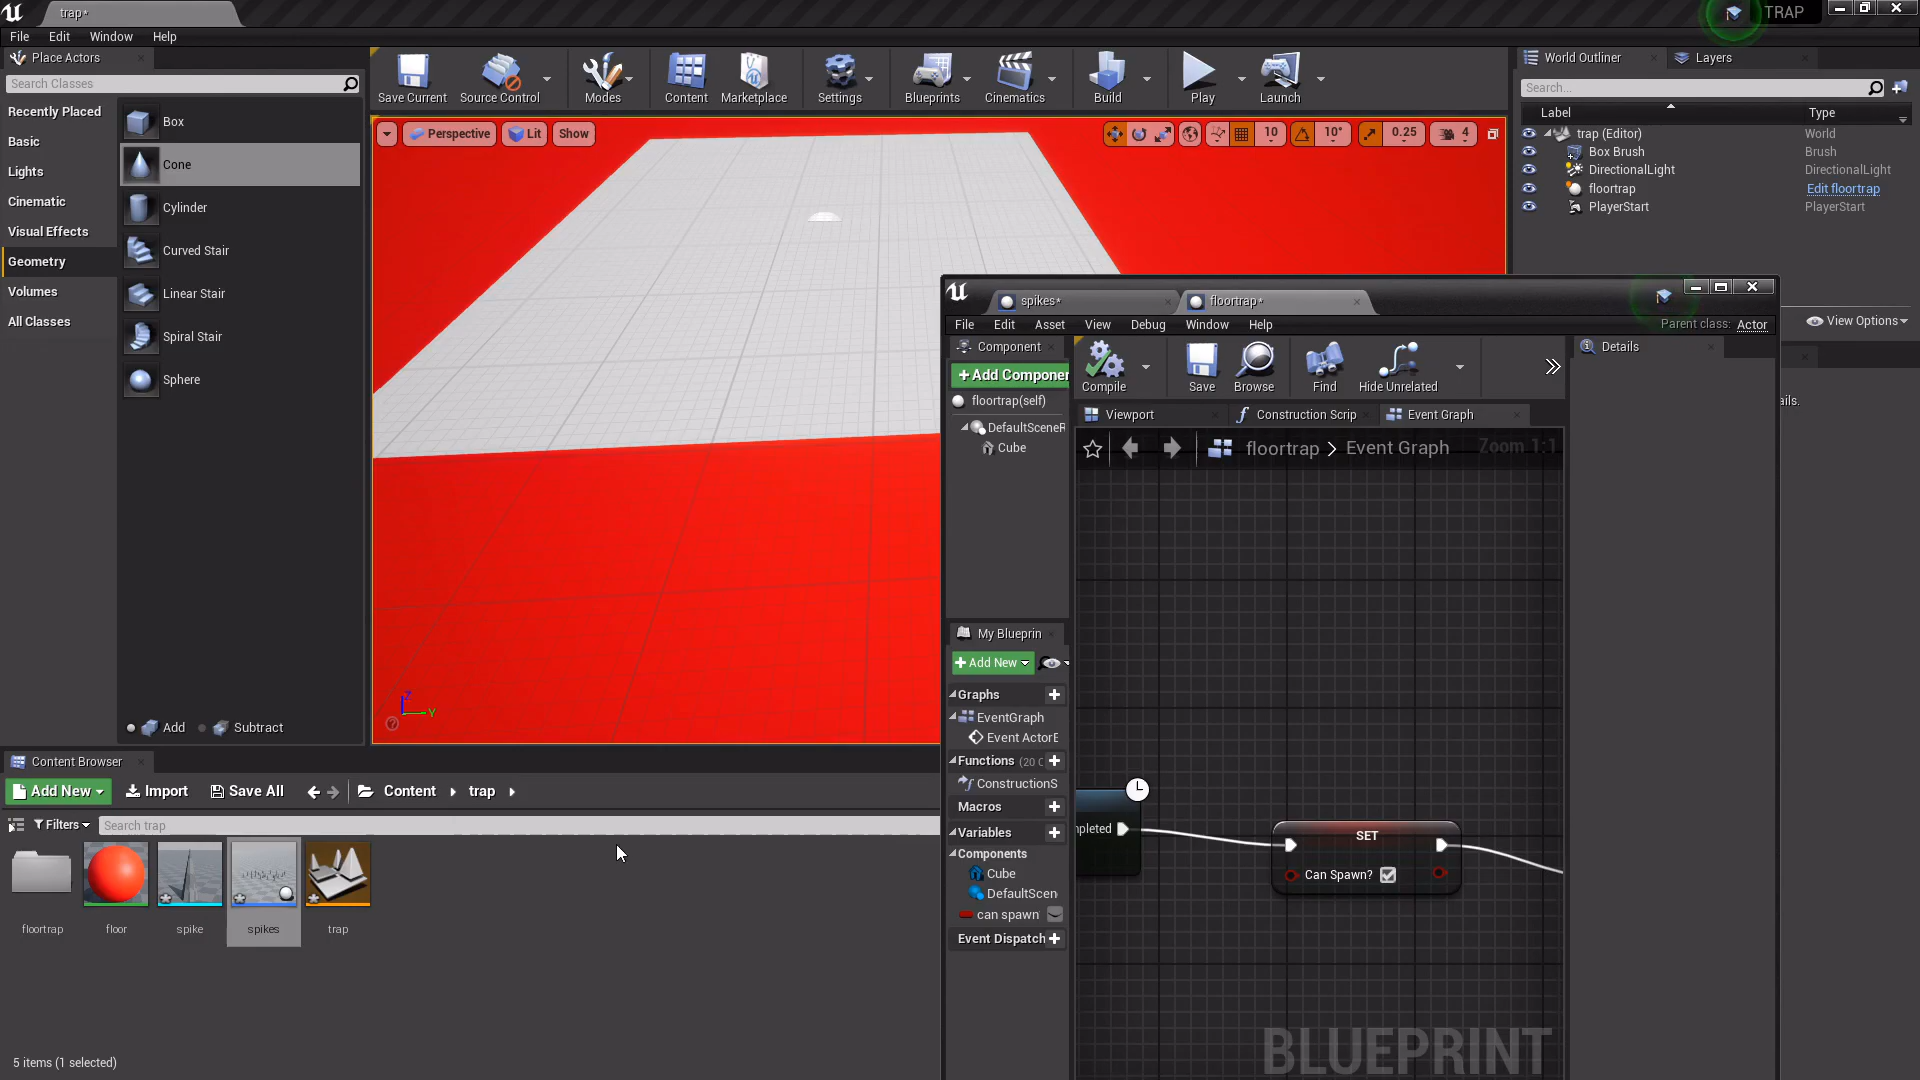 trap*
TRAP
File Edit Window Help
Place Actors
Search Classes
Recently Placed
Basic
Lights
Cinematic
Visual Effects
Geometry
Volumes
All Classes
Box
Cone
Cylinder
Curved Stair
Linear Stair
Spiral Stair
Sphere
Add Subtract
Save Current Source Control Modes Content Marketplace Settings Blueprints Cinematics Build Play Launch
Perspective Lit Show
10 10° 0.25 4
Z
Y
World Outliner Layers
Search...
Label Type
trap (Editor) World
Box Brush Brush
DirectionalLight DirectionalLight
floortrap Edit floortrap
PlayerStart PlayerStart
View Options
ails.
spikes* floortrap*
File Edit Asset View Debug Window Help
Parent class: Actor
Component
+Add Componen
floortrap(self)
DefaultSceneR
Cube
Compile Save Browse Find Hide Unrelated
Details
Viewport Construction Scrip Event Graph
floortrap > Event Graph Zoom 1:1
My Blueprin
+Add New
Graphs
EventGraph
Event ActorE
Functions (20 C
ConstructionS
Macros
Variables
Components
Cube
DefaultScen
can spawn
Event Dispatch
mpleted
SET
Can Spawn?
BLUEPRINT
Content Browser
Add New Import Save All Content trap
Filters Search trap
floortrap floor spike spikes trap
5 items (1 selected)